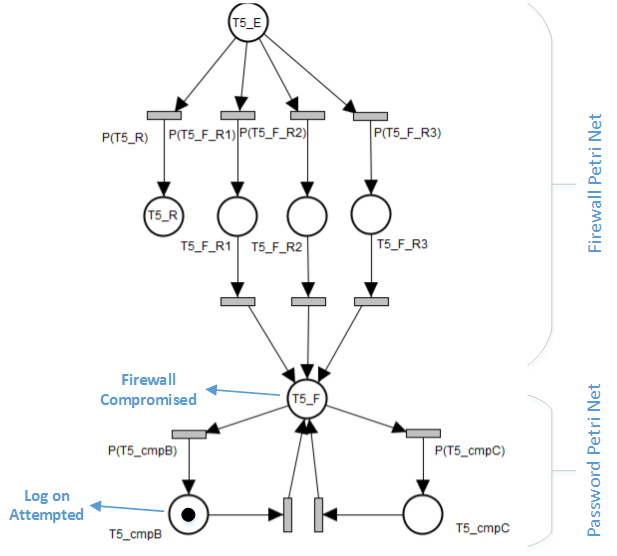 T5_E
P(T5_R)
P(T5_F_R1)
P(T5_F_R2)
P(T5_F_R3)
T5_R
T5_F_R1
T5_F_R2
T5_F_R3
Firewall Petri Net
Firewall
Compromised
T5_F
P(T5_cmpB)
P(T5_cmpC)
Log on
Attempted
T5_cmpB
T5_cmpC
Password Petri Net